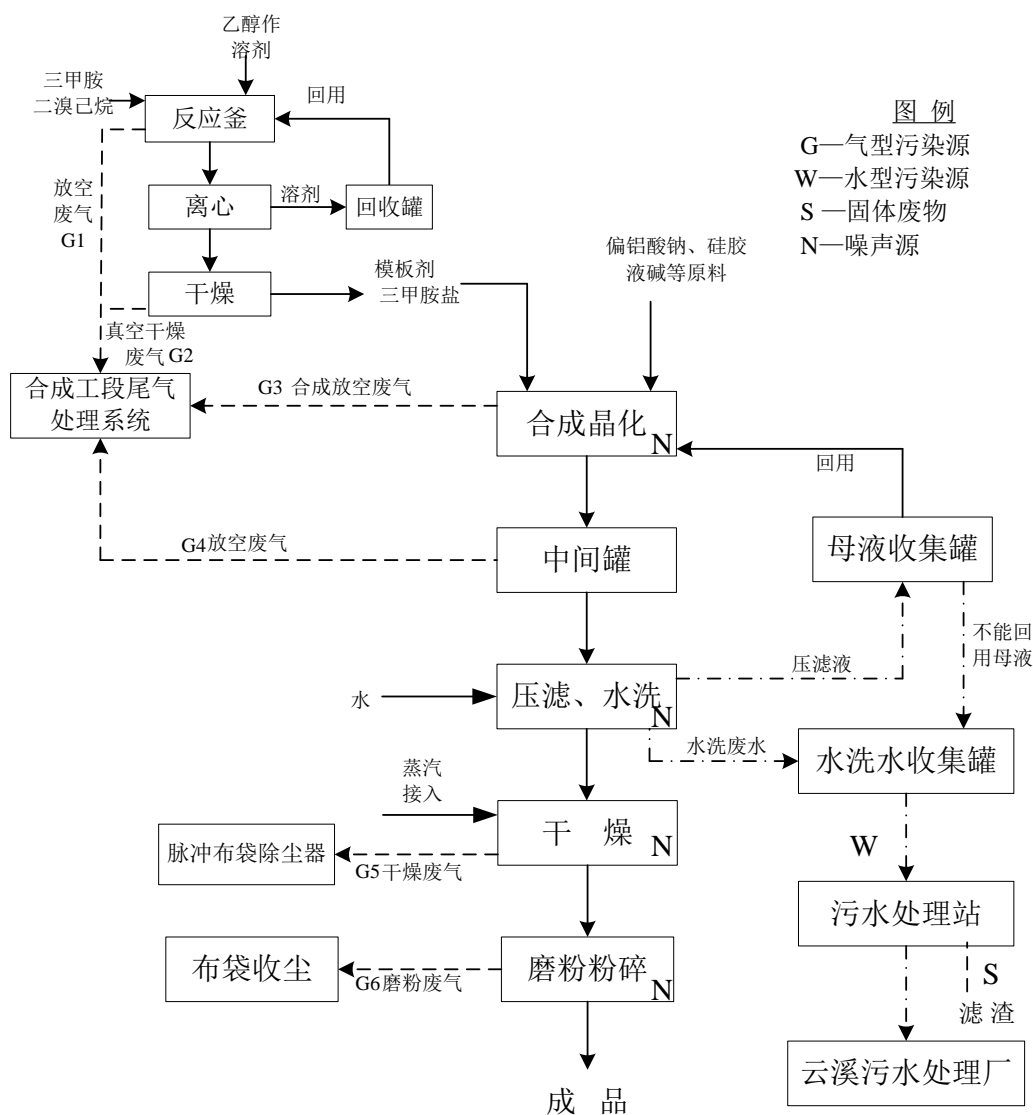 乙醇作
溶剂
三甲胺
二溴己烷
回用
反应釜
图 例
G—气型污染源
W—水型污染源
S—固体废物
N—噪声源
放空
废气
G1
离心
溶剂
回收罐
偏铝酸钠、硅胶
液碱等原料
干燥
模板剂
三甲胺盐
真空干燥
废气G2
合成工段尾气
处理系统
G3 合成放空废气
合成晶化
N
回用
G4放空废气
中间罐
母液收集罐
不能回
用母液
压滤液
水
压滤、水洗
N
水洗废水
水洗水收集罐
蒸汽
接入
干 燥
N
脉冲布袋除尘器
G5干燥废气
W
污水处理站
布袋收尘
G6磨粉废气
磨粉粉碎
N
S
滤 渣
云溪污水处理厂
成 品